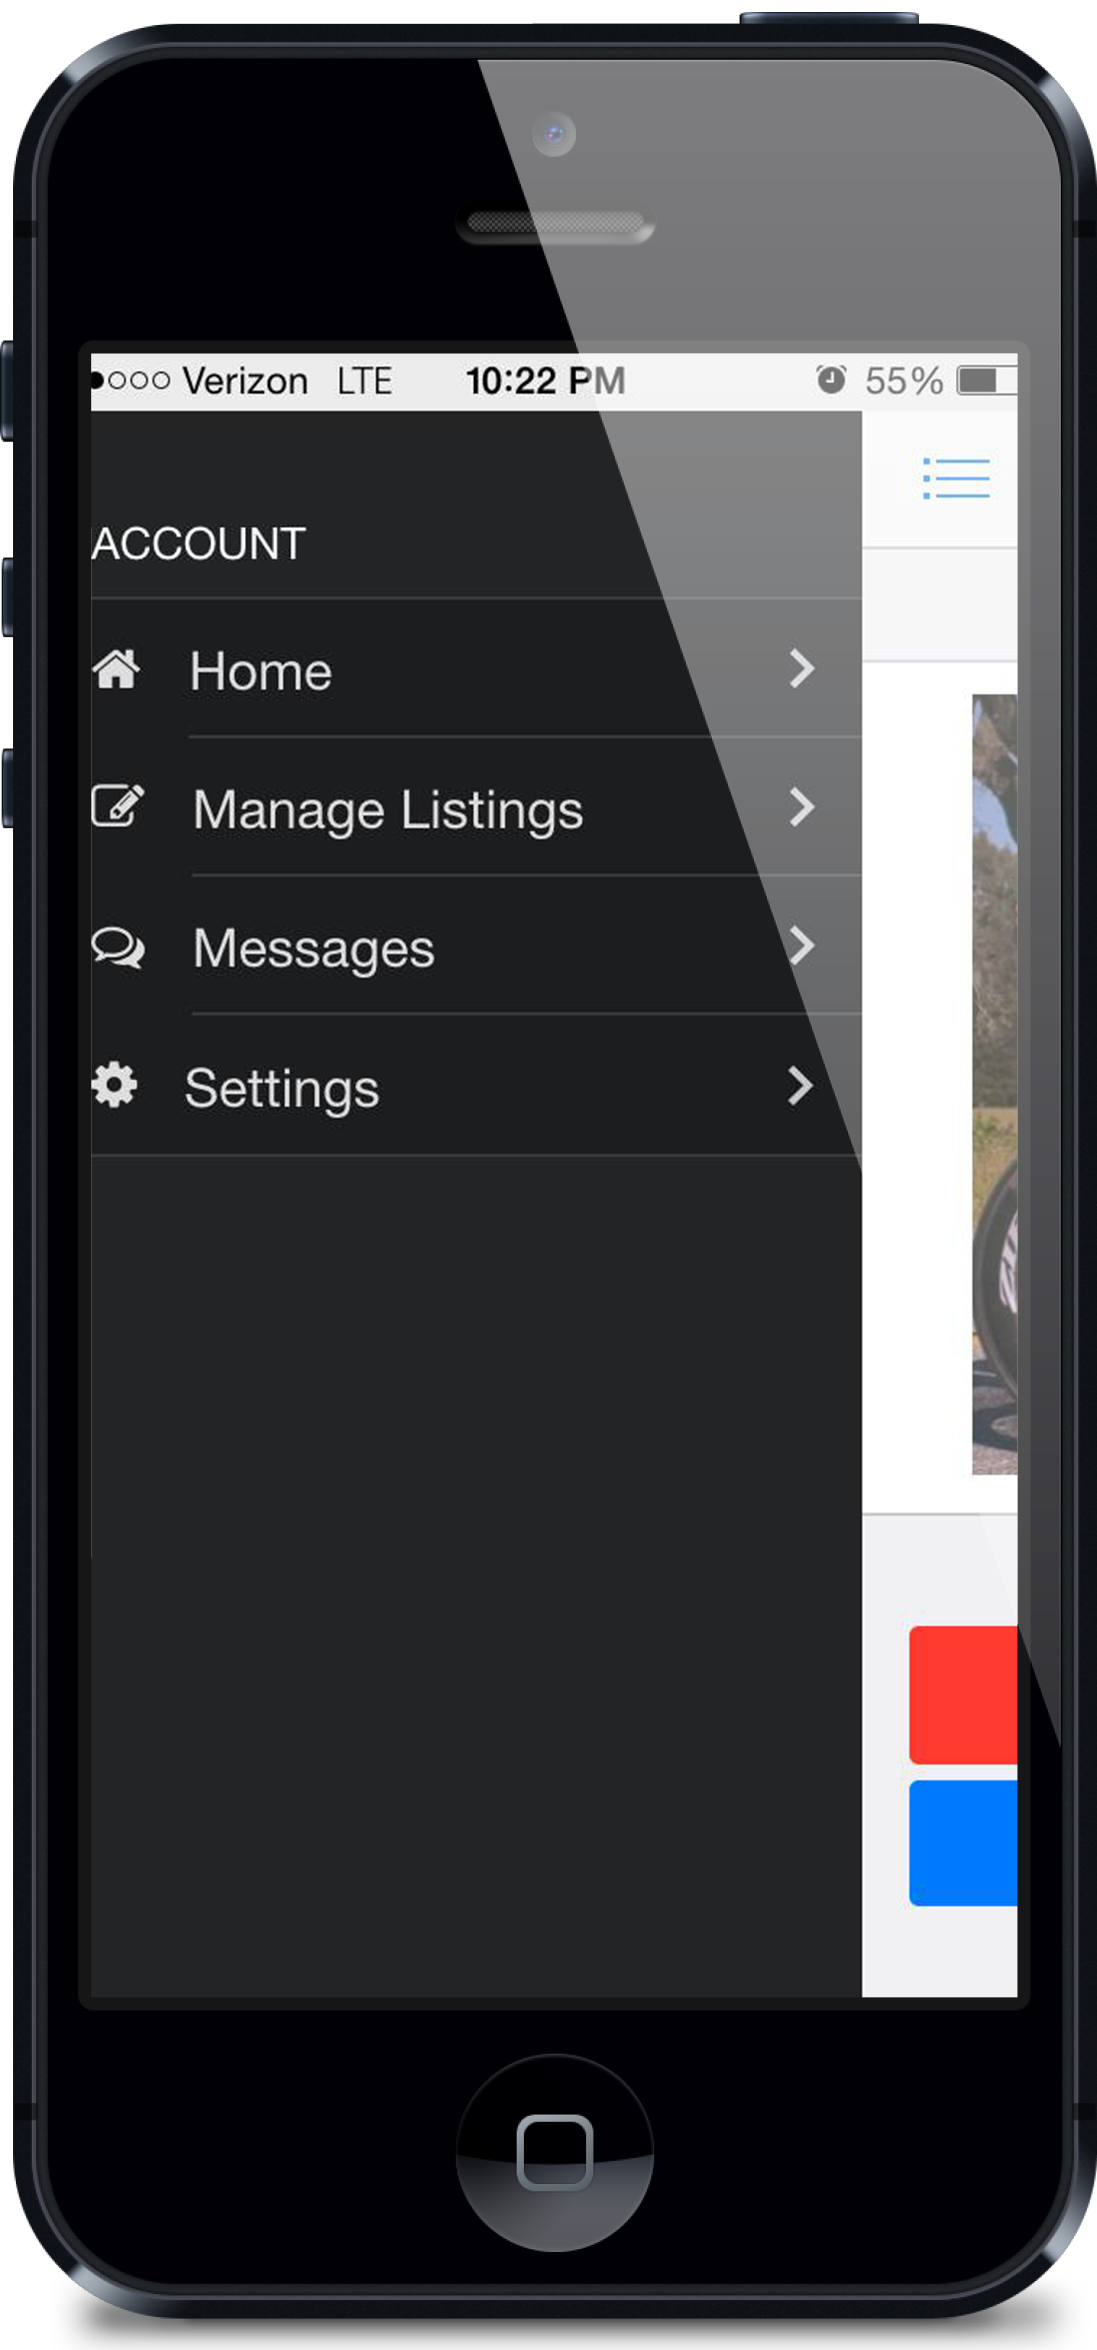 Verizon LTE 10:22 PM 55%
ACCOUNT
Home
Manage Listings
Messages
Settings